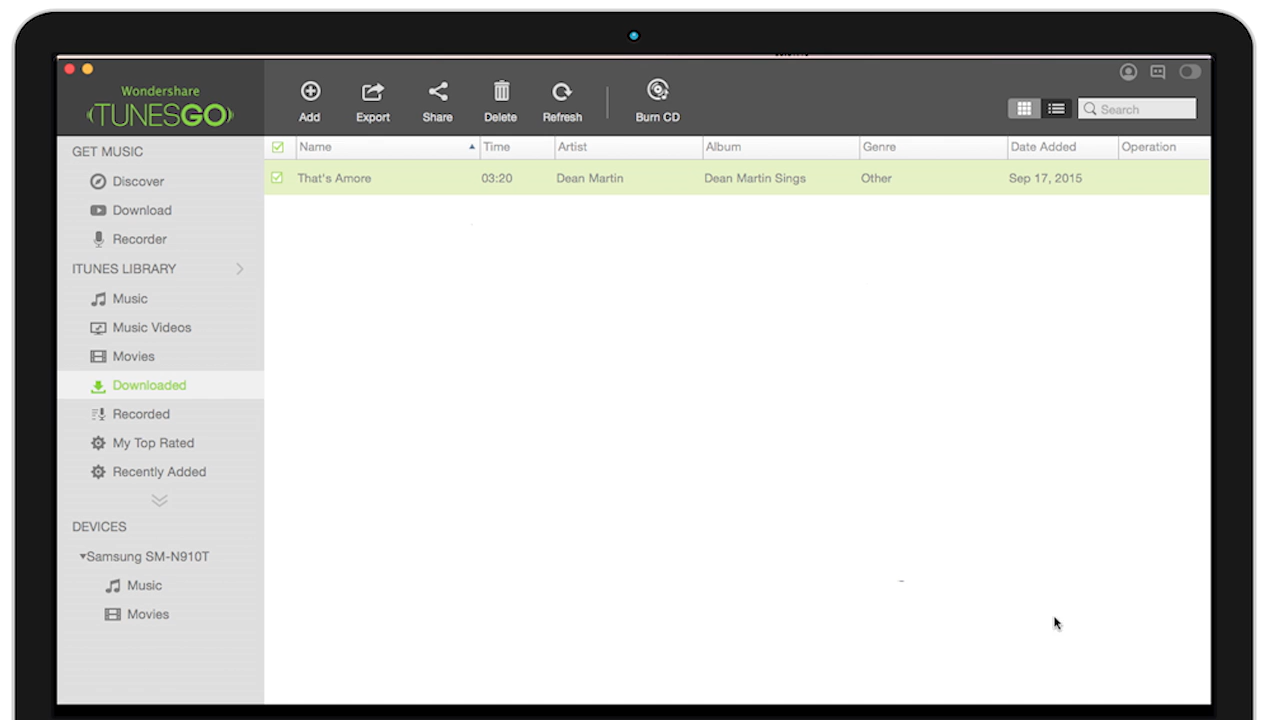 Wondershare
TUNESGO
Add
Export
Share
Delete
Refresh
Burn CD
Search
GET MUSIC
Discover
Download
Recorder
ITUNES LIBRARY
Music
Music Videos
Movies
Downloaded
Recorded
My Top Rated
Recently Added
DEVICES
Samsung SM-N910T
Music
Movies
Name Time Artist Album Genre Date Added Operation
That's Amore 03:20 Dean Martin Dean Martin Sings Other Sep 17, 2015